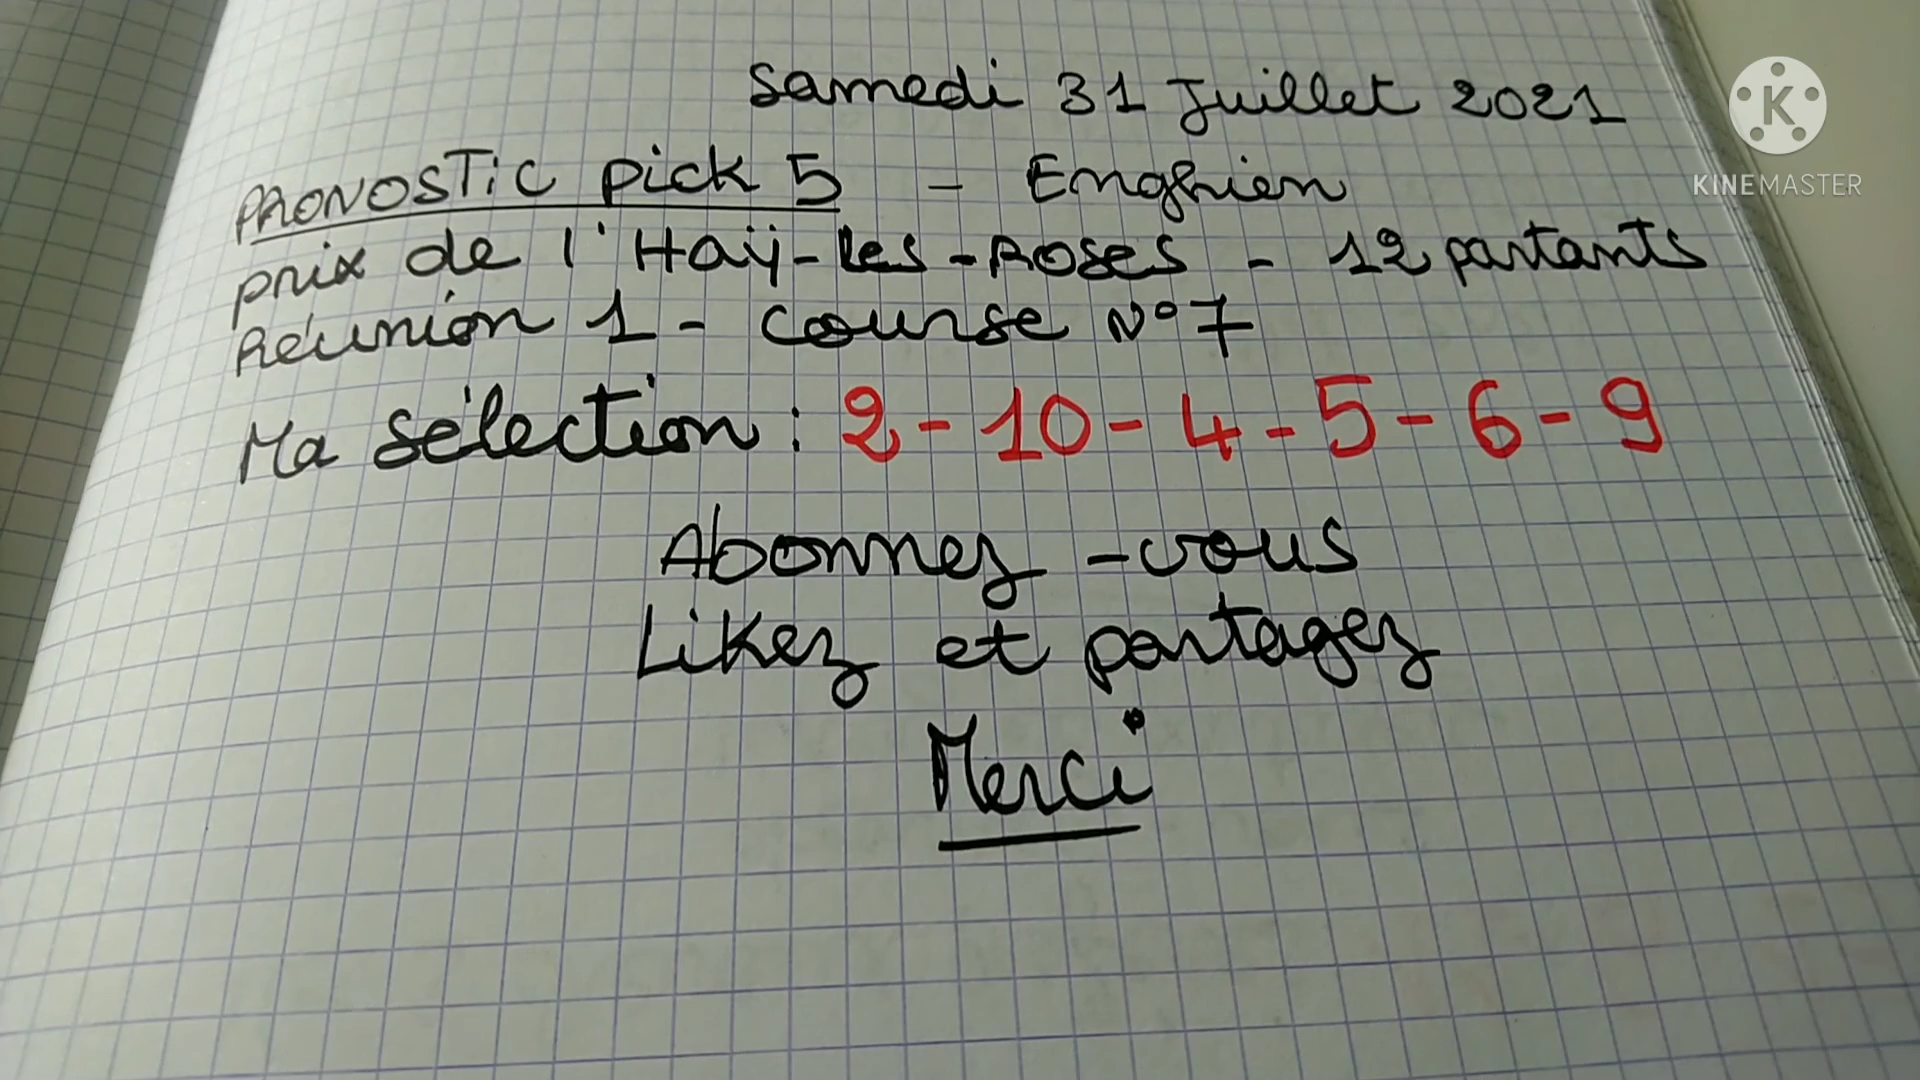 Samedi 31 Juillet 2021
PRONOSTIC PICK 5 - Enghien
prix de l'Haÿ-les-Roses - 12 partants
Réunion 1 - Course N°7
Ma sélection : 2 - 10 - 4 - 5 - 6 - 9
Abonnez-vous
Likez et partagez
Merci
K
KINEMASTER